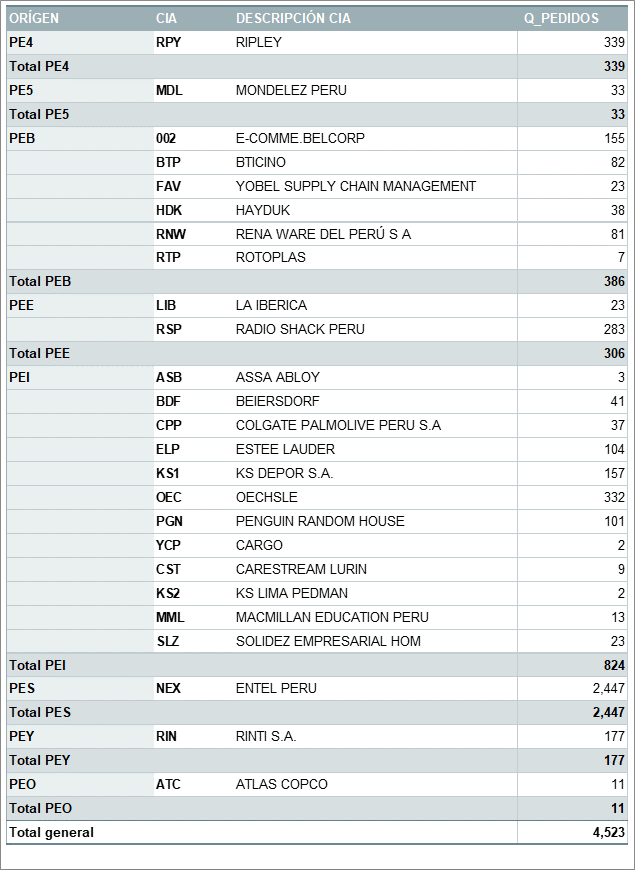 ORÍGEN CIA DESCRIPCIÓN CIA Q_PEDIDOS
PE4 RPY RIPLEY 339
Total PE4 339
PE5 MDL MONDELEZ PERU 33
Total PE5 33
PEB 002 E-COMME.BELCORP 155
BTP BTICINO 82
FAV YOBEL SUPPLY CHAIN MANAGEMENT 23
HDK HAYDUK 38
RNW RENA WARE DEL PERÚ S A 81
RTP ROTOPLAS 7
Total PEB 386
PEE LIB LA IBERICA 23
RSP RADIO SHACK PERU 283
Total PEE 306
PEI ASB ASSA ABLOY 3
BDF BEIERSDORF 41
CPP COLGATE PALMOLIVE PERU S.A 37
ELP ESTEE LAUDER 104
KS1 KS DEPOR S.A. 157
OEC OECHSLE 332
PGN PENGUIN RANDOM HOUSE 101
YCP CARGO 2
CST CARESTREAM LURIN 9
KS2 KS LIMA PEDMAN 2
MML MACMILLAN EDUCATION PERU 13
SLZ SOLIDEZ EMPRESARIAL HOM 23
Total PEI 824
PES NEX ENTEL PERU 2,447
Total PES 2,447
PEY RIN RINTI S.A. 177
Total PEY 177
PEO ATC ATLAS COPCO 11
Total PEO 11
Total general 4,523